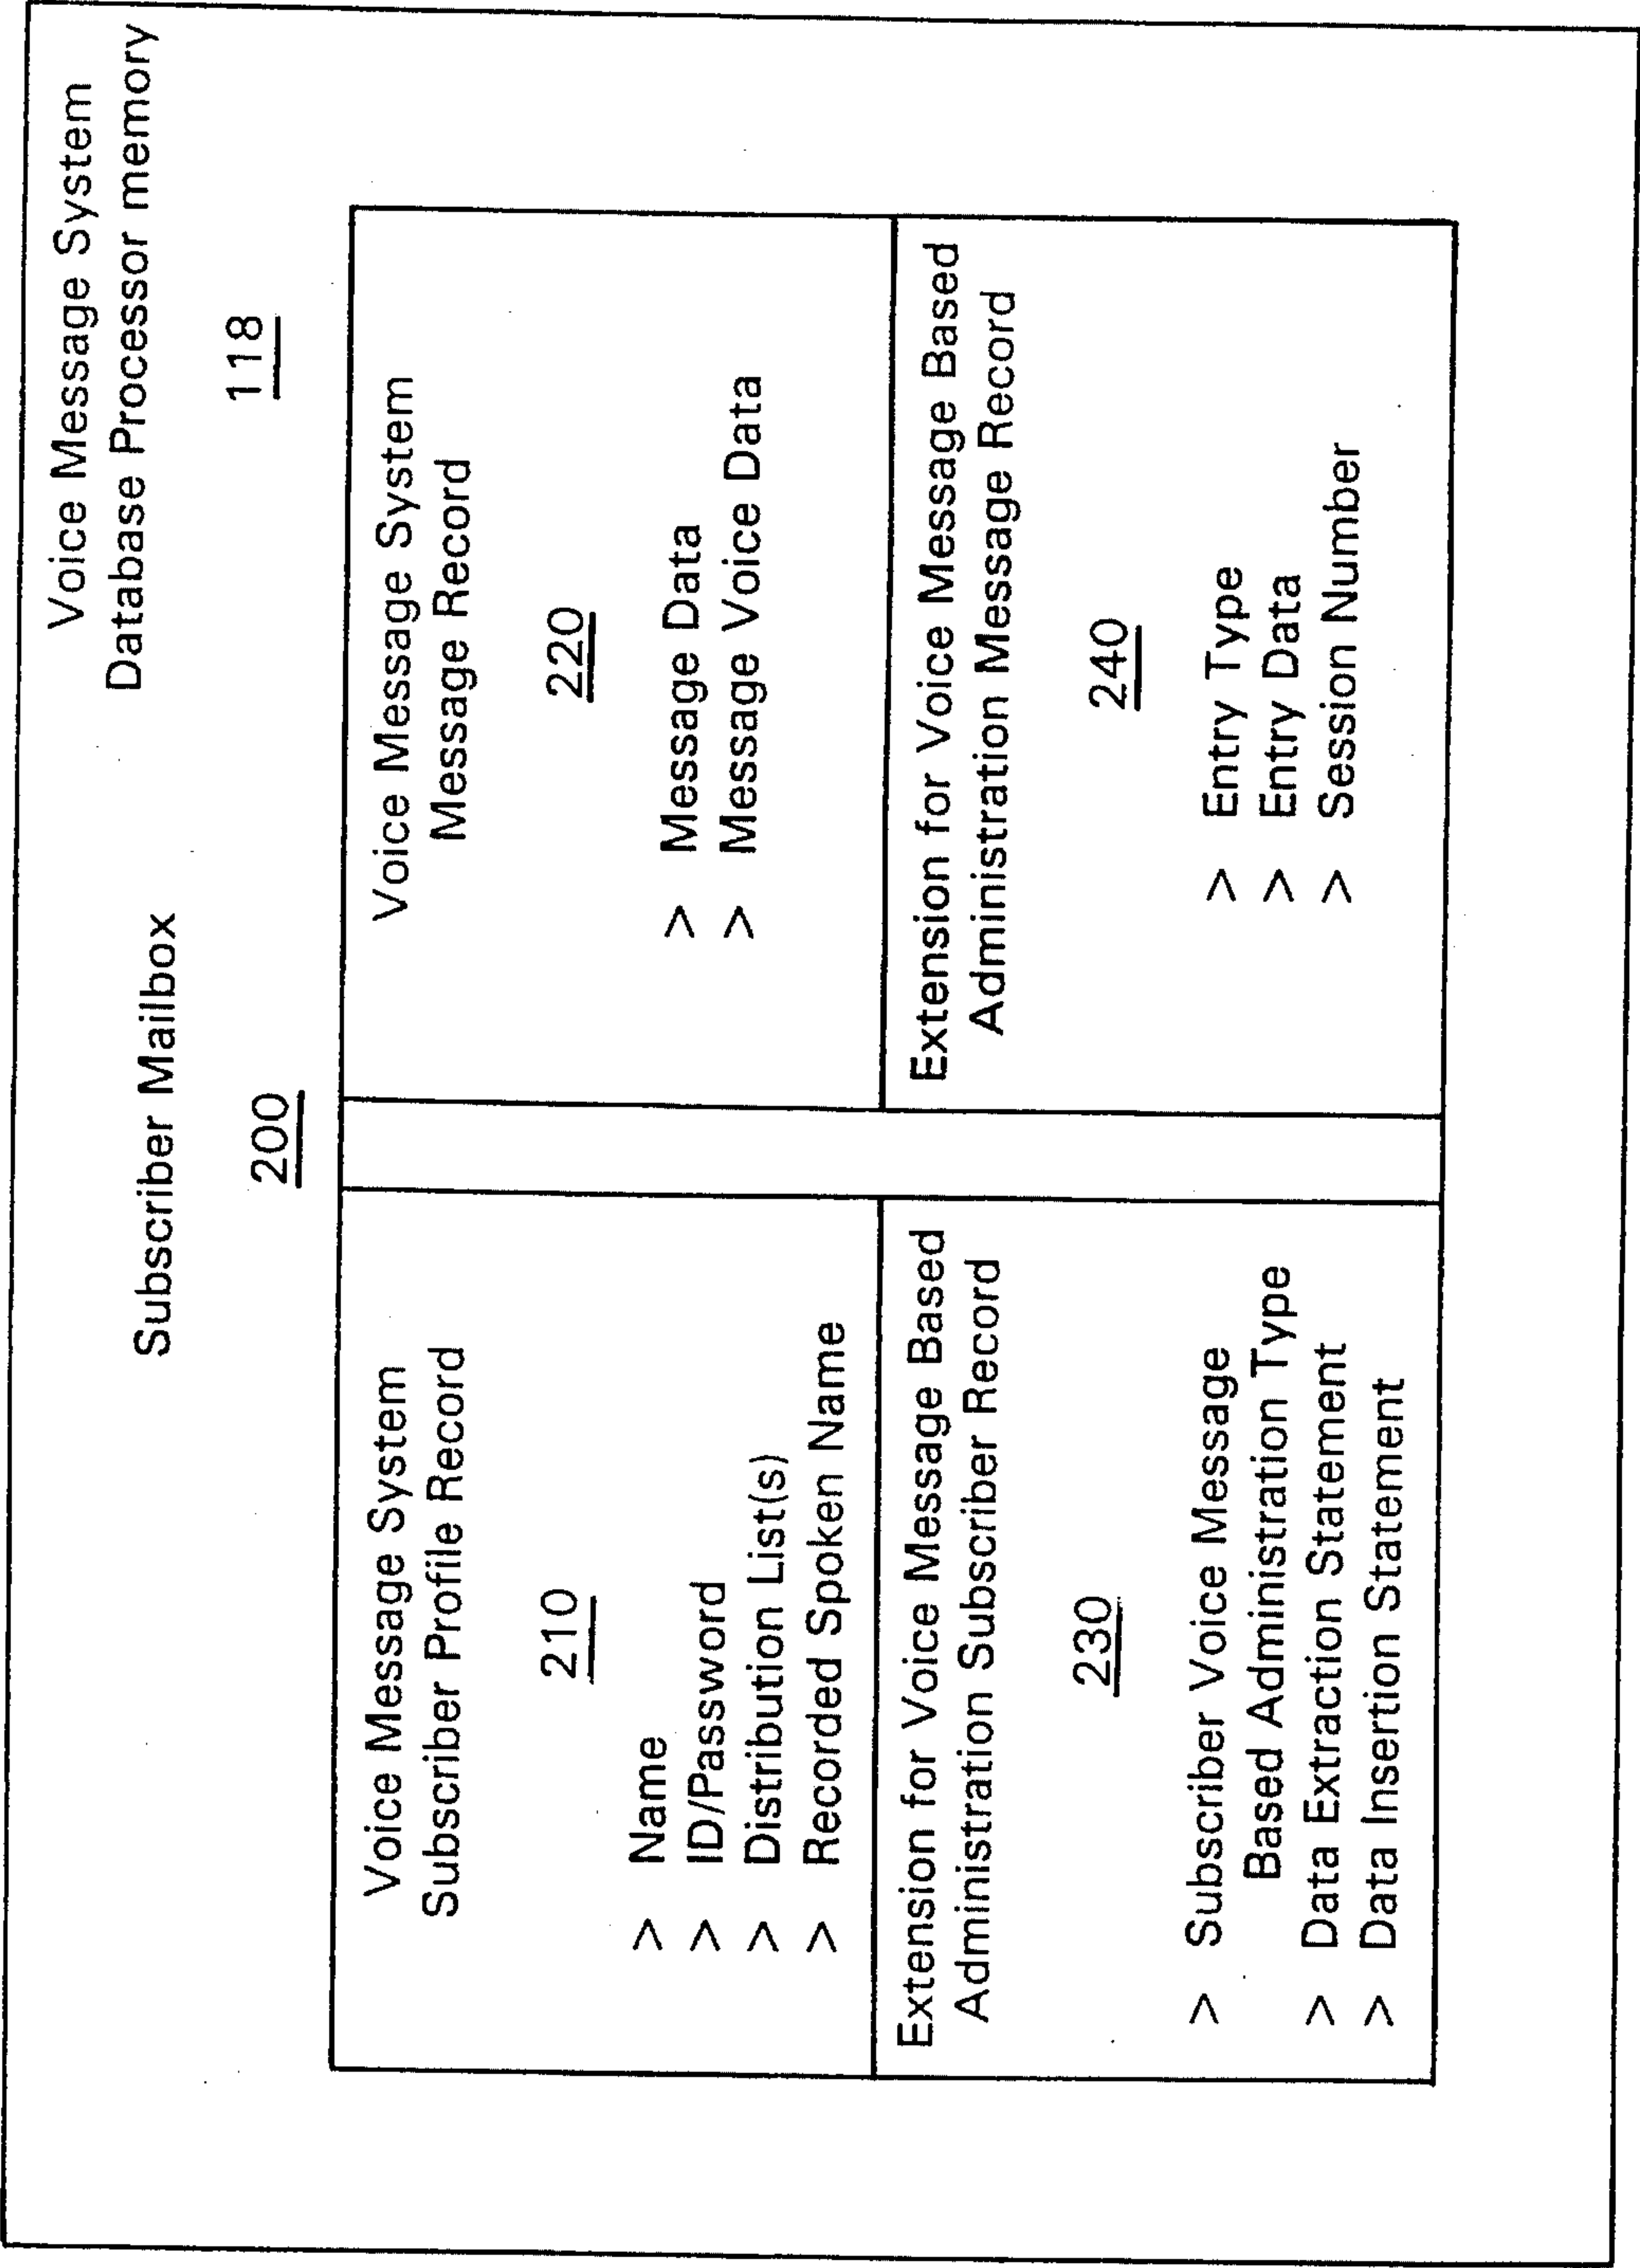 Voice Message System
Database Processor memory
118
Subscriber Mailbox
200
Voice Message System
Subscriber Profile Record
210
> Name
> ID/Password
> Distribution List(s)
> Recorded Spoken Name
Voice Message System
Message Record
220
> Message Data
> Message Voice Data
Extension for Voice Message Based
Administration Subscriber Record
230
> Subscriber Voice Message
Based Administration Type
> Data Extraction Statement
> Data Insertion Statement
Extension for Voice Message Based
Administration Message Record
240
> Entry Type
> Entry Data
> Session Number